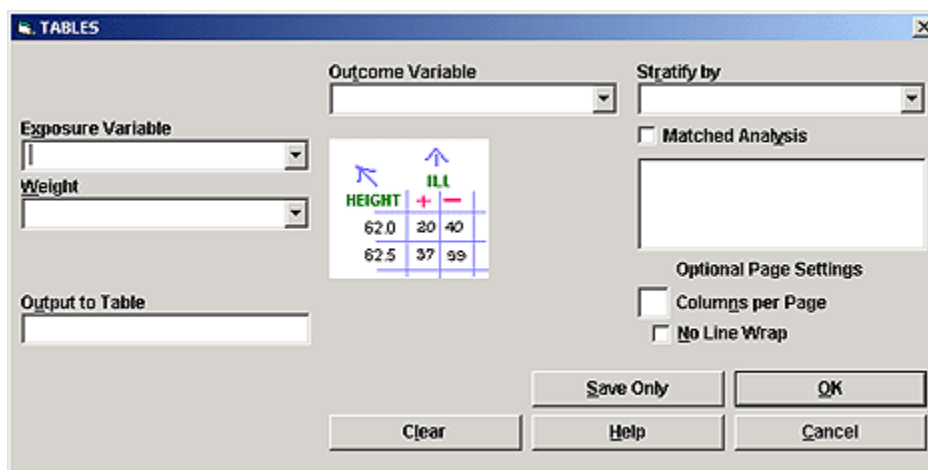 TABLES
Outcome Variable
Stratify by
Exposure Variable
Matched Analysis
Weight
ILL
HEIGHT + −
62.0 20 40
62.5 37 99
Optional Page Settings
Output to Table
Columns per Page
No Line Wrap
Save Only
OK
Clear
Help
Cancel